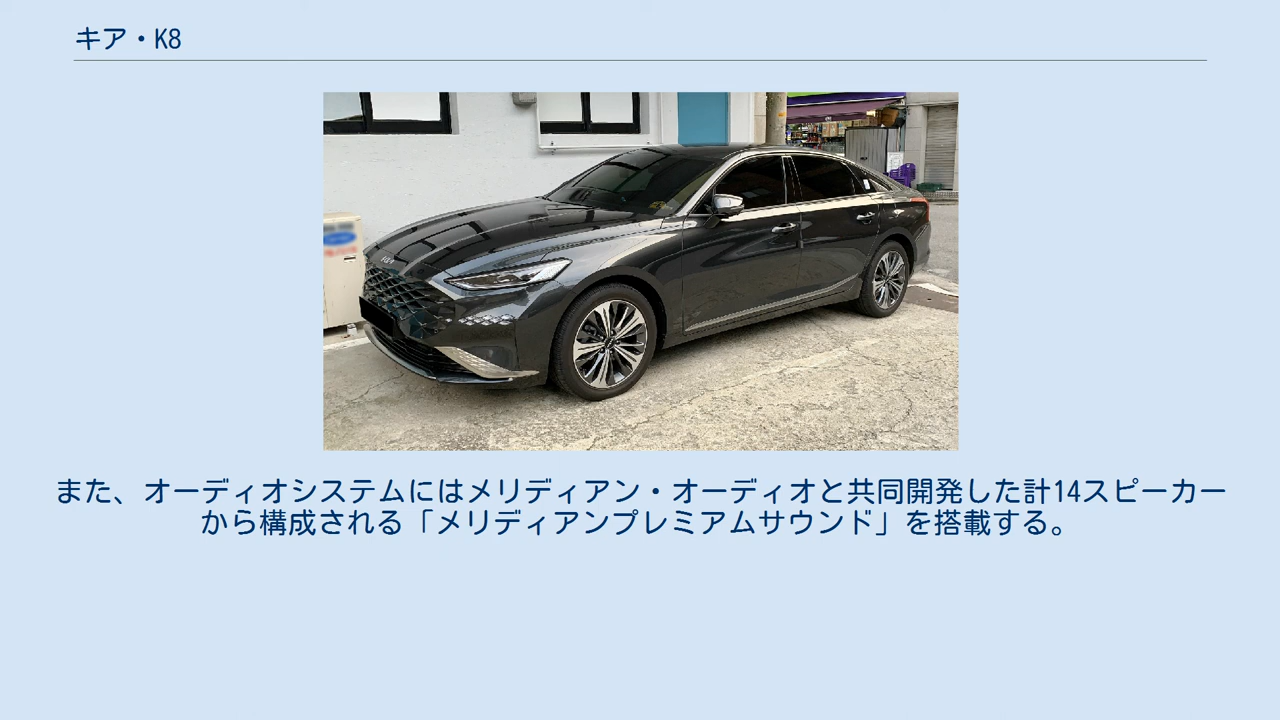 キア・K8
KIA
また、オーディオシステムにはメリディアン・オーディオと共同開発した計14スピーカー
から構成される「メリディアンプレミアムサウンド」を搭載する。